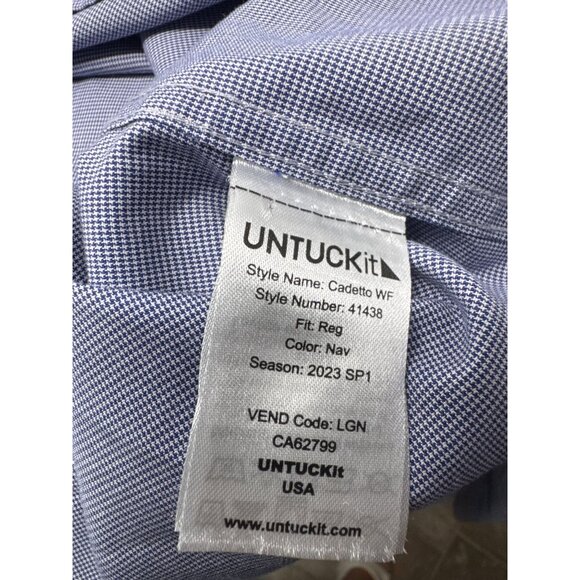 UNTUCKit
Style Name: Cadetto WF
Style Number: 41438
Fit: Reg
Color: Nav
Season: 2023 SP1
VEND Code: LGN
CA62799
UNTUCKIt
USA
www.untuckit.com